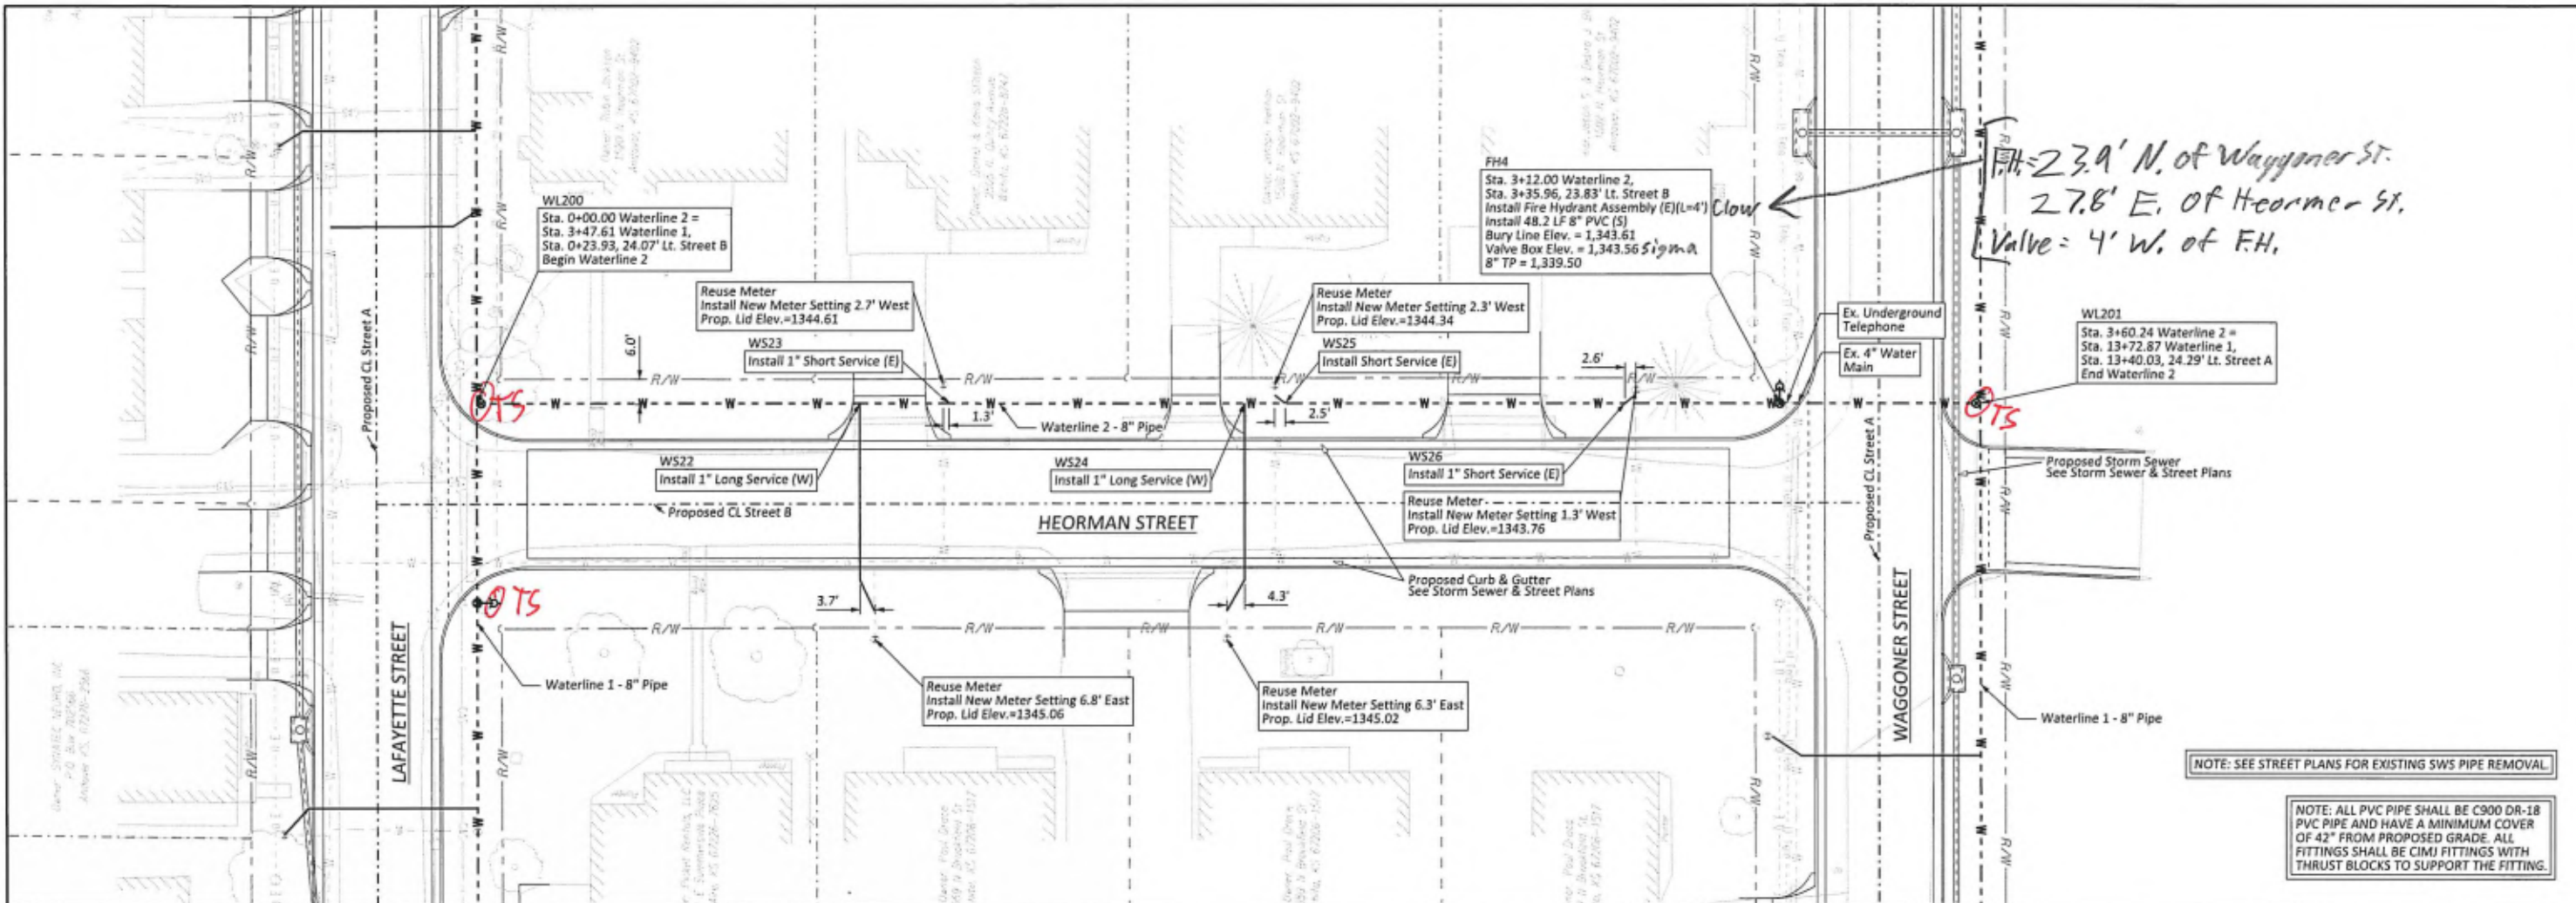 WL200
Sta. 0+00.00 Waterline 2 =
Sta. 3+47.61 Waterline 1,
Sta. 0+23.93, 24.07' Lt. Street B
Begin Waterline 2
Reuse Meter
Install New Meter Setting 2.7' West
Prop. Lid Elev.=1344.61
WS23
Install 1" Short Service (E)
Reuse Meter
Install New Meter Setting 2.3' West
Prop. Lid Elev.=1344.34
WS25
Install Short Service (E)
FH4
Sta. 3+12.00 Waterline 2,
Sta. 3+35.96, 23.83' Lt. Street B
Install Fire Hydrant Assembly (E)(L=4') Clow
Install 48.2 LF 8" PVC (S)
Bury Line Elev. = 1,343.61
Valve Box Elev. = 1,343.56 Sigma
8" TP = 1,339.50
F.H. = 23.9' N. of Waggoner St.
27.8' E. of Heormer St.
Valve = 4' W. of F.H.
Ex. Underground
Telephone
Ex. 4" Water
Main
WL201
Sta. 3+60.24 Waterline 2 =
Sta. 13+72.87 Waterline 1,
Sta. 13+40.03, 24.29' Lt. Street A
End Waterline 2
Proposed CL Street A
6.0'
2.6'
1.3'
2.5'
R/W
R/W
R/W
R/W
R/W
TS
TS
TS
Waterline 2 - 8" Pipe
WS22
Install 1" Long Service (W)
WS24
Install 1" Long Service (W)
WS26
Install 1" Short Service (E)
Reuse Meter
Install New Meter Setting 1.3' West
Prop. Lid Elev.=1343.76
Proposed CL Street A
Proposed Storm Sewer
See Storm Sewer & Street Plans
Proposed CL Street B
HEORMAN STREET
Proposed Curb & Gutter
See Storm Sewer & Street Plans
3.7'
4.3'
R/W
R/W
R/W
R/W
R/W
R/W
LAFAYETTE STREET
WAGGONER STREET
Waterline 1 - 8" Pipe
Reuse Meter
Install New Meter Setting 6.8' East
Prop. Lid Elev.=1345.06
Reuse Meter
Install New Meter Setting 6.3' East
Prop. Lid Elev.=1345.02
Waterline 1 - 8" Pipe
NOTE: SEE STREET PLANS FOR EXISTING SWS PIPE REMOVAL.
NOTE: ALL PVC PIPE SHALL BE C900 DR-18
PVC PIPE AND HAVE A MINIMUM COVER
OF 42" FROM PROPOSED GRADE. ALL
FITTINGS SHALL BE CIMJ FITTINGS WITH
THRUST BLOCKS TO SUPPORT THE FITTING.